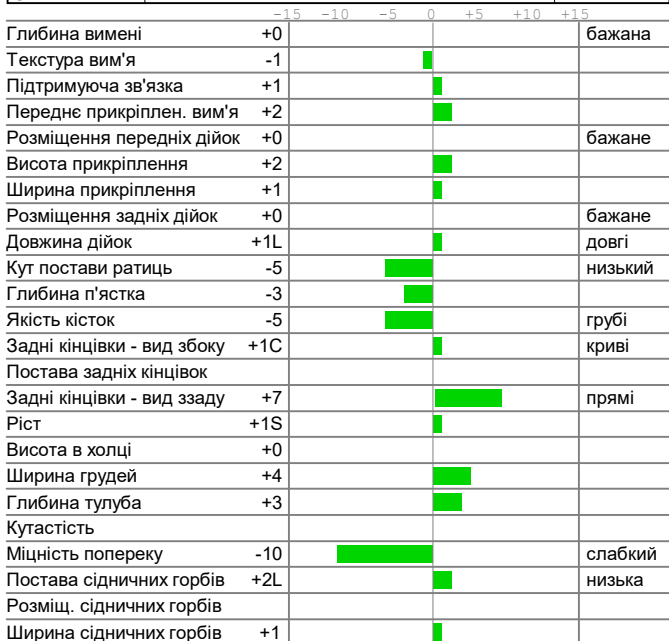 -15 -10 -5 0 +5 +10 +15
Глибина вимені +0 бажана
Текстура вим'я -1
Підтримуюча зв'язка +1
Переднє прикріплен. вим'я +2
Розміщення передніх дійок +0 бажане
Висота прикріплення +2
Ширина прикріплення +1
Розміщення задніх дійок +0 бажане
Довжина дійок +1L довгі
Кут постави ратиць -5 низький
Глибина п'ястка -3
Якість кісток -5 грубі
Задні кінцівки - вид збоку +1C криві
Постава задніх кінцівок
Задні кінцівки - вид ззаду +7 прямі
Ріст +1S
Висота в холці +0
Ширина грудей +4
Глибина тулуба +3
Кутастість
Міцність попереку -10 слабкий
Постава сідничних горбів +2L низька
Розміщ. сідничних горбів
Ширина сідничних горбів +1